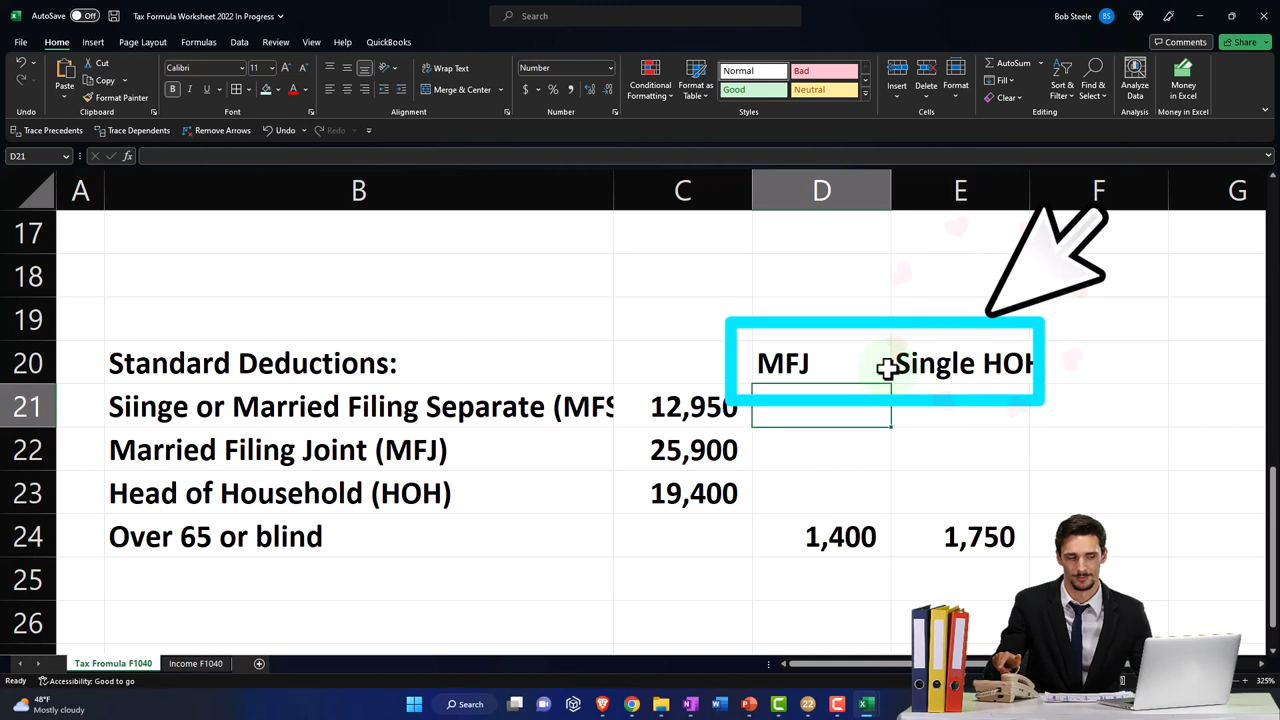 AutoSave Off Tax Formula Worksheet 2022 In Progress Search Bob Steele BS
File Home Insert Page Layout Formulas Data Review View Help QuickBooks Comments Share
Cut Calibri 11 Wrap Text Number Normal Bad AutoSum
Copy Conditional Format as Insert Delete Format Fill Sort & Find & Analyze Money
Paste Format Painter B I U Merge & Center $ % Formatting Table Good Neutral Clear Filter Select Data in Excel
Undo Clipboard Font Alignment Number Styles Cells Editing Analysis Money in Excel
Trace Precedents Trace Dependents Remove Arrows Undo Redo
D21 fx
A B C D E F G
17
18
19
20 Standard Deductions: MFJ Single HOH
21 Siinge or Married Filing Separate (MFS 12,950
22 Married Filing Joint (MFJ) 25,900
23 Head of Household (HOH) 19,400
24 Over 65 or blind 1,400 1,750
25
26
Tax Fromula F1040 Income F1040
Ready Accessibility: Good to go 325%
48°F
Mostly cloudy Search